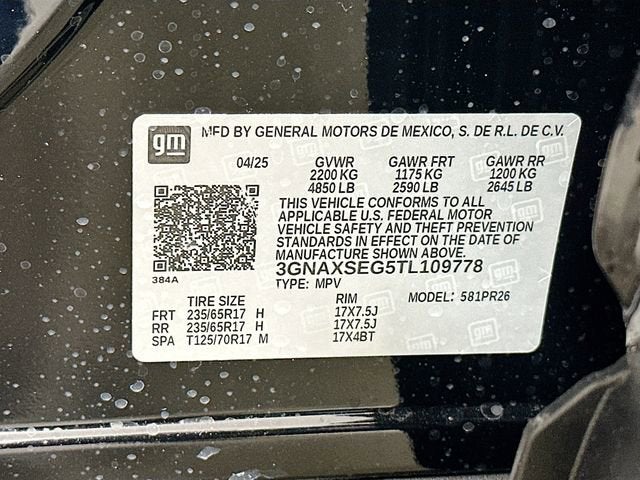 gm
MFD BY GENERAL MOTORS DE MEXICO, S. DE R.L. DE C.V.
04/25 GVWR GAWR FRT GAWR RR
2200 KG 1175 KG 1200 KG
4850 LB 2590 LB 2645 LB
THIS VEHICLE CONFORMS TO ALL
APPLICABLE U.S. FEDERAL MOTOR
VEHICLE SAFETY AND THEFT PREVENTION
STANDARDS IN EFFECT ON THE DATE OF
MANUFACTURE SHOWN ABOVE.
3GNAXSEG5TL109778
384A
TYPE: MPV
TIRE SIZE RIM MODEL: 581PR26
FRT 235/65R17 H 17X7.5J
RR 235/65R17 H 17X7.5J
SPA T125/70R17 M 17X4BT